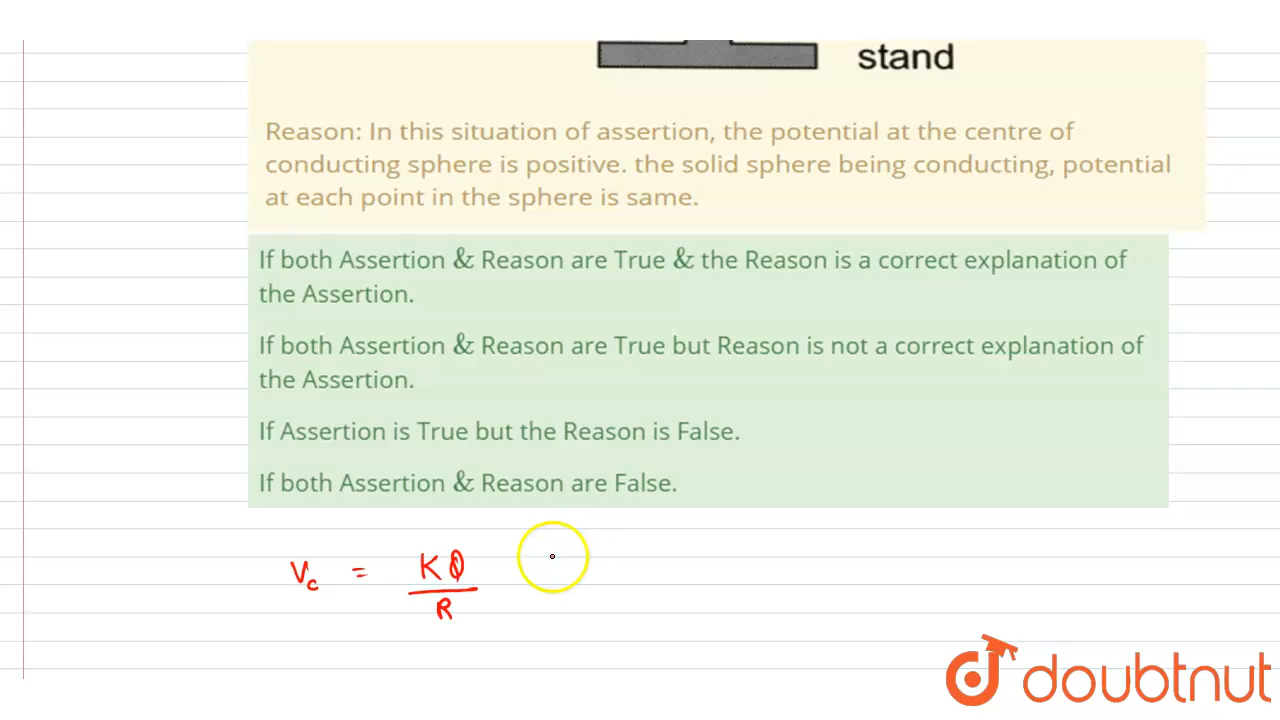 stand
Reason: In this situation of assertion, the potential at the centre of
conducting sphere is positive. the solid sphere being conducting, potential
at each point in the sphere is same.
If both Assertion & Reason are True & the Reason is a correct explanation of
the Assertion.
If both Assertion & Reason are True but Reason is not a correct explanation of
the Assertion.
If Assertion is True but the Reason is False.
If both Assertion & Reason are False.
Vc = KQ
R
doubtnut